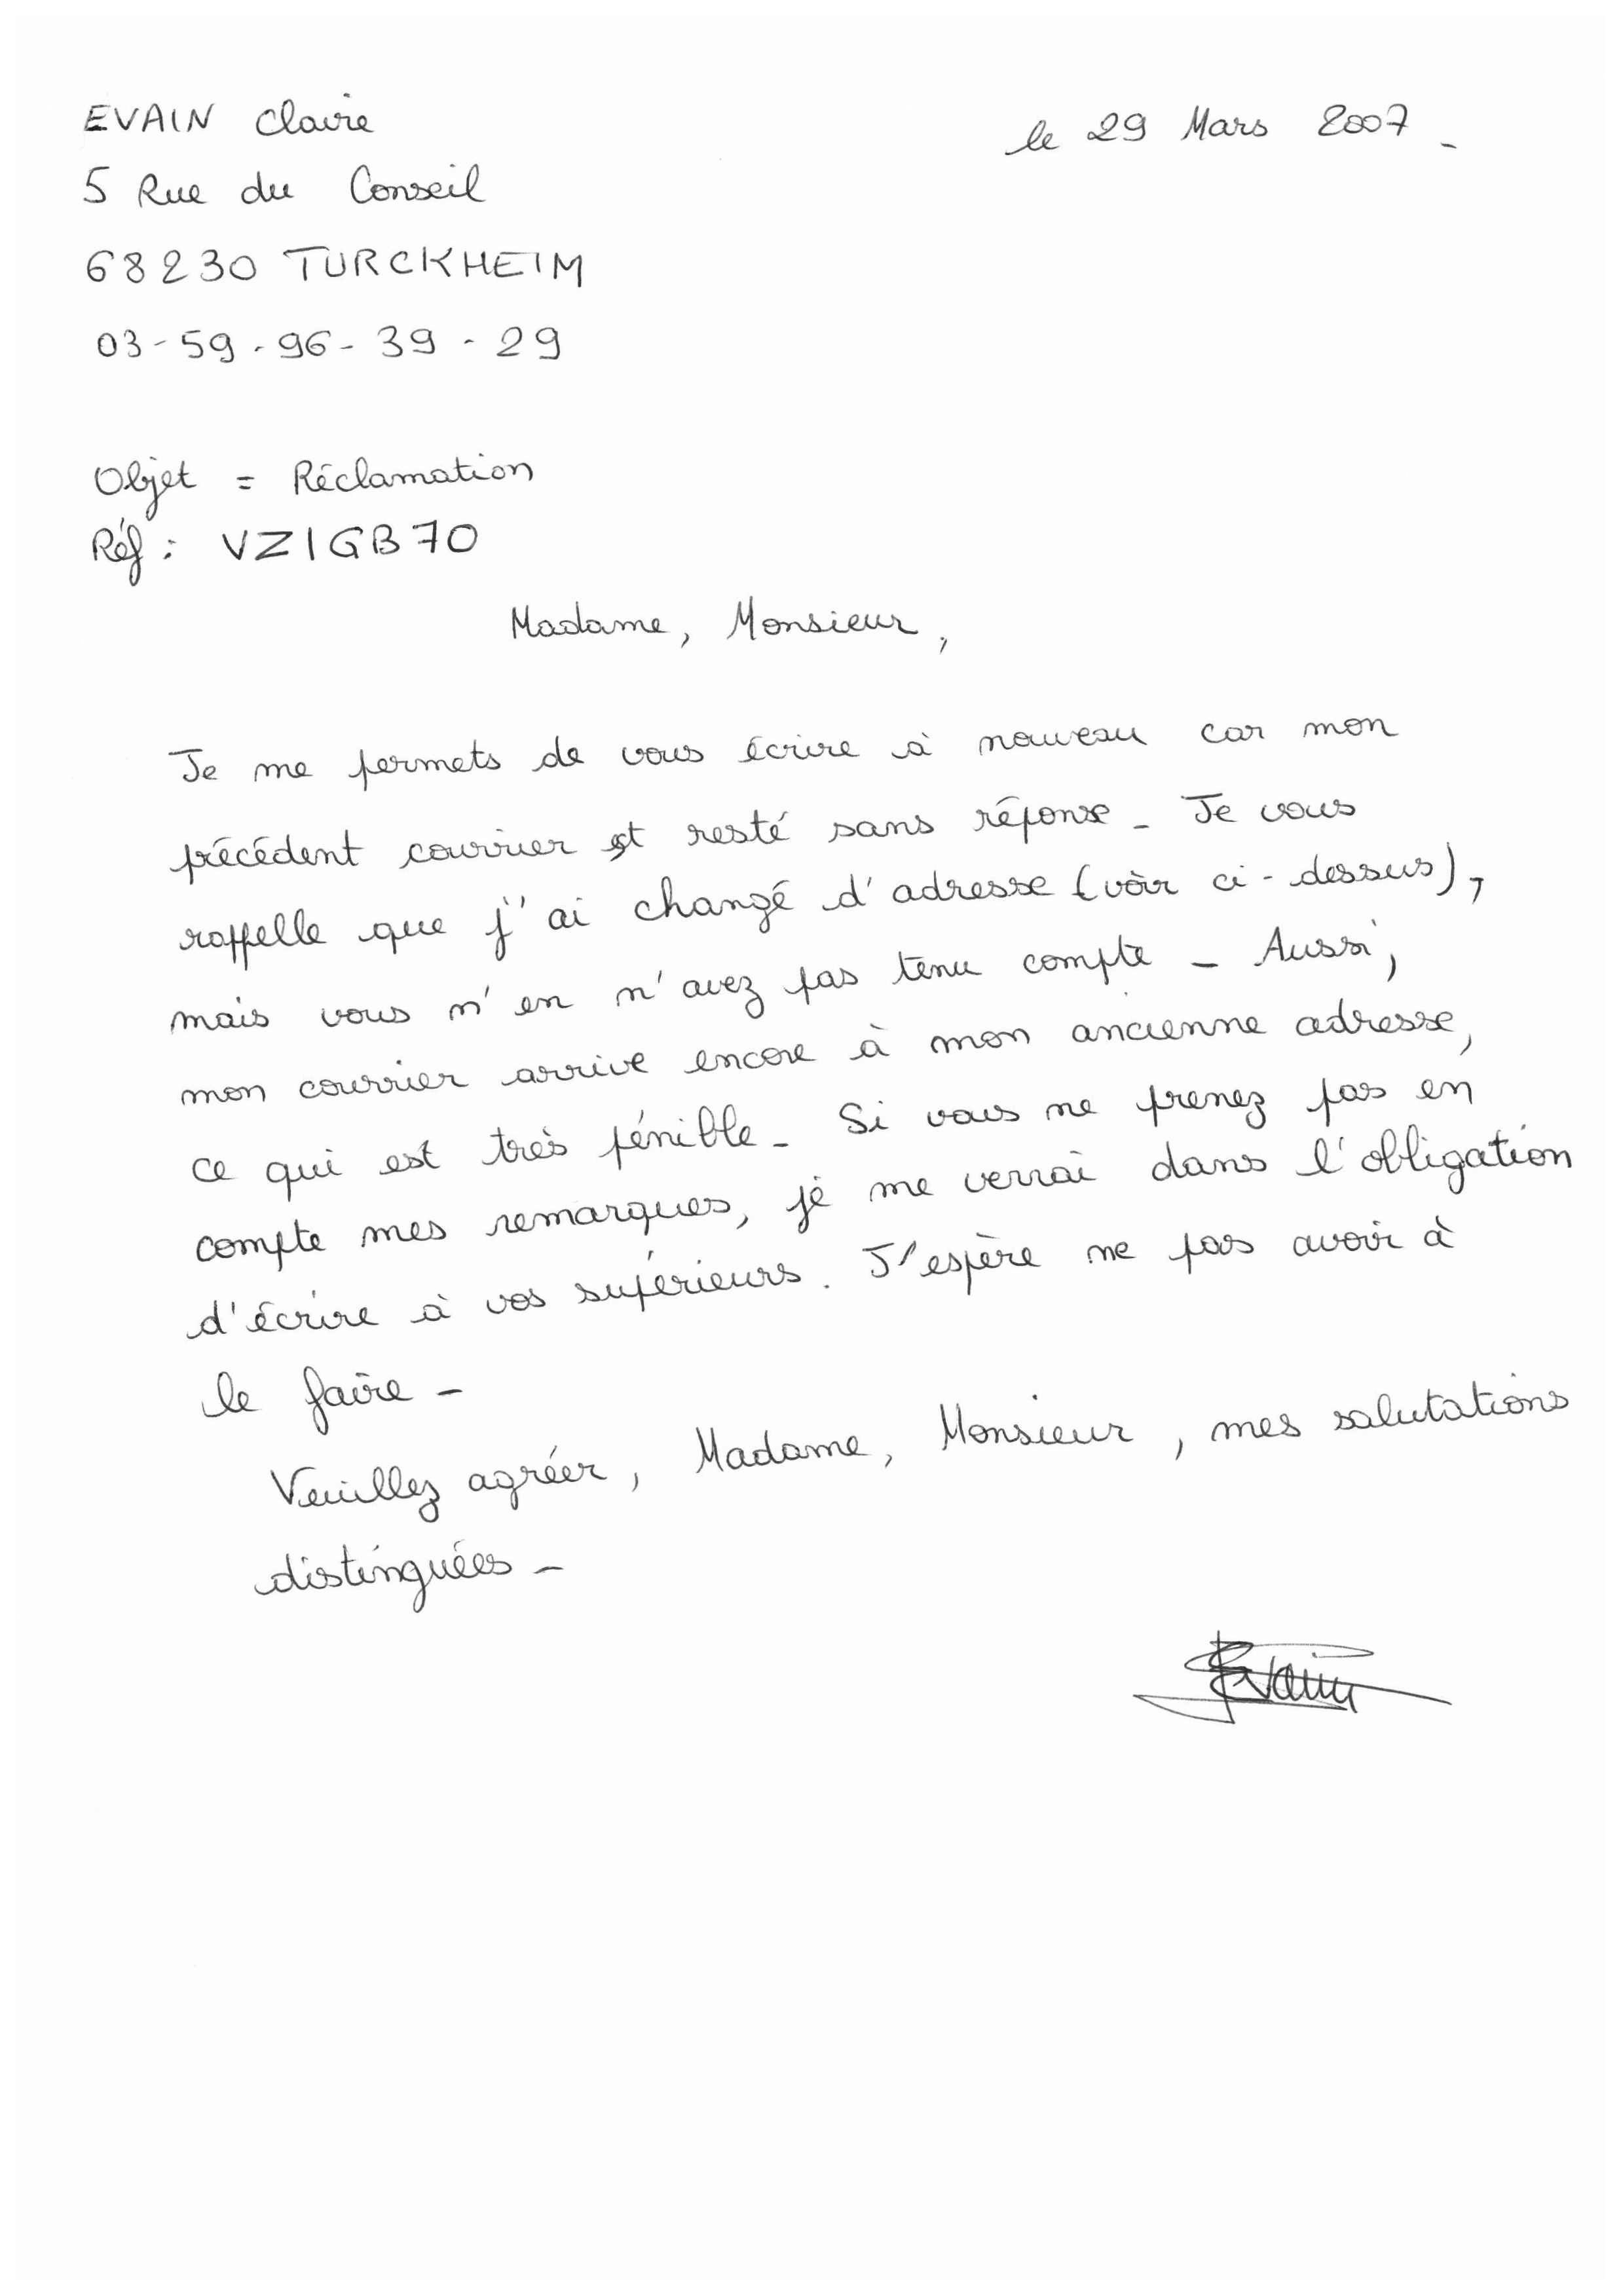 EVAIN Claire
le 29 Mars 2007 -
5 Rue du Conseil
68230 TURCKHEIM
03-59-96-39-29
Objet = Réclamation
Réf : VZIGB70
Madame, Monsieur,
Je me permets de vous écrire à nouveau car mon
précédent courrier est resté sans réponse - Je vous
rappelle que j'ai changé d'adresse (voir ci-dessus),
mais vous n'en n'avez pas tenu compte - Aussi,
mon courrier arrive encore à mon ancienne adresse,
ce qui est très pénible - Si vous ne prenez pas en
compte mes remarques, je me verrai dans l'obligation
d'écrire à vos supérieurs. J'espère ne pas avoir à
le faire -
Veuillez agréer, Madame, Monsieur, mes salutations
distinguées -
Evain